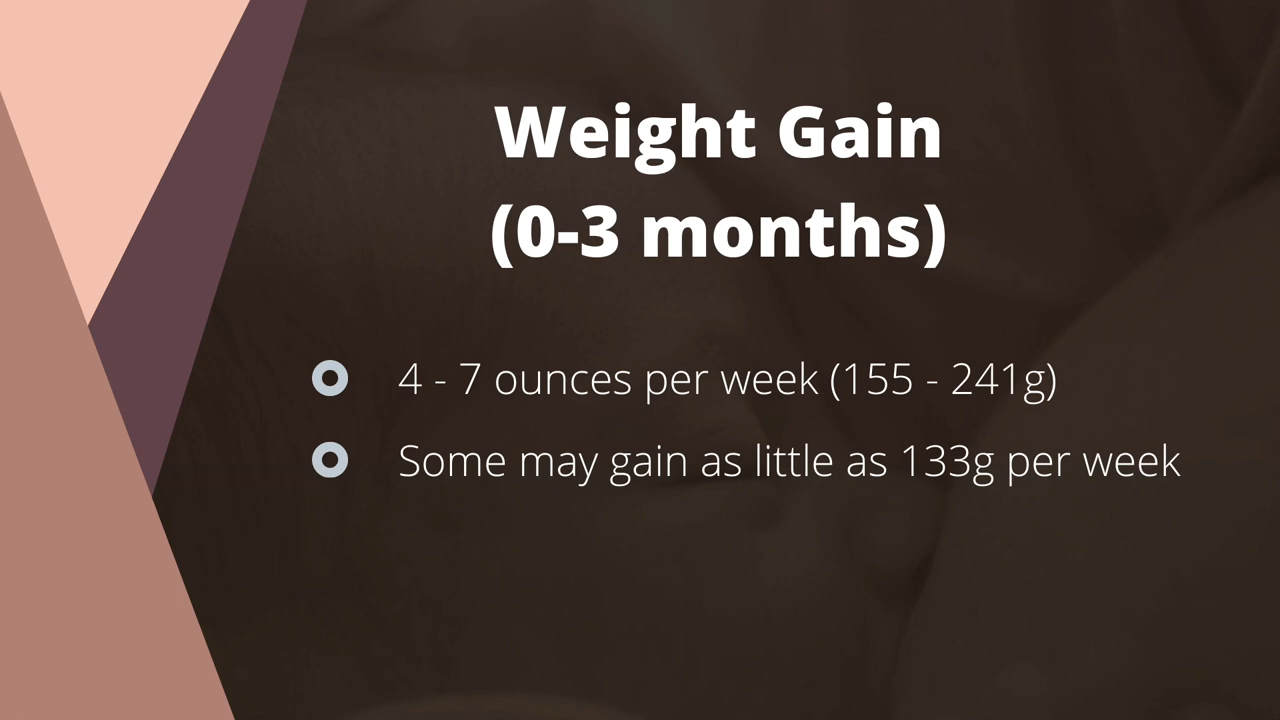 Weight Gain
(0-3 months)
4 - 7 ounces per week (155 - 241g)
Some may gain as little as 133g per week